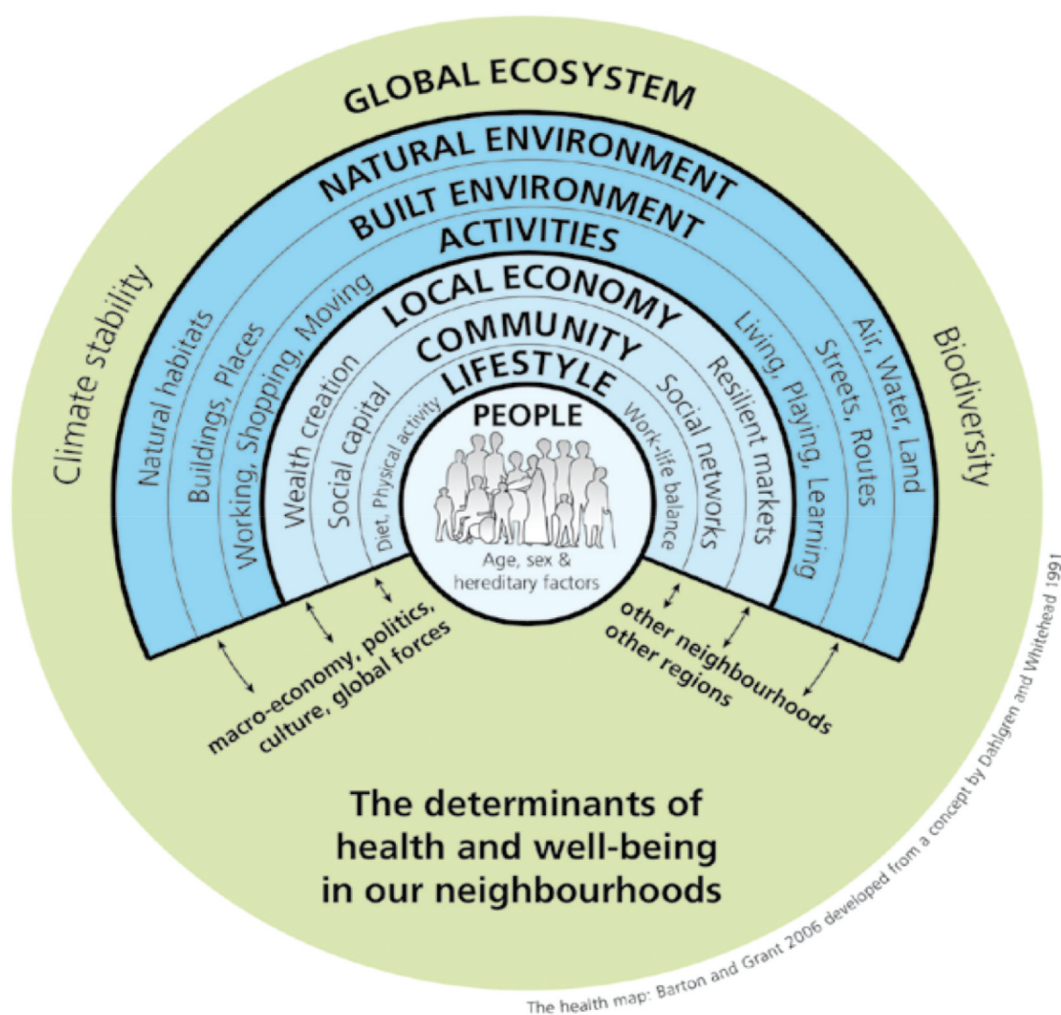 GLOBAL ECOSYSTEM
NATURAL ENVIRONMENT
BUILT ENVIRONMENT
ACTIVITIES
LOCAL ECONOMY
COMMUNITY
LIFESTYLE
PEOPLE
Age, sex &
hereditary factors
Climate stability
Natural habitats
Buildings, Places
Working, Shopping, Moving
Wealth creation
Social capital
Diet, Physical activity
Work-life balance
Social networks
Resilient markets
Living, Playing, Learning
Streets, Routes
Air, Water, Land
Biodiversity
macro-economy, politics,
culture, global forces
other neighbourhoods
other regions
The determinants of
health and well-being
in our neighbourhoods
The health map: Barton and Grant 2006 developed from a concept by Dahlgren and Whitehead 1991